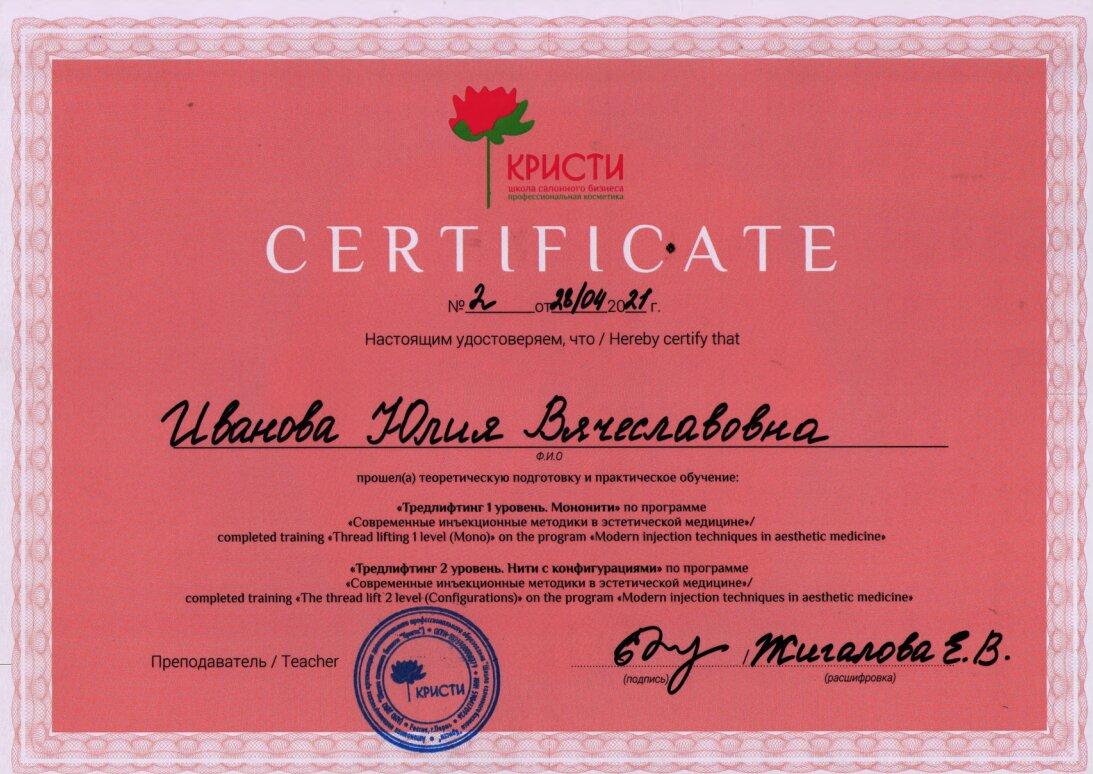 КРИСТИ
школа салонного бизнеса
профессиональная косметика
CERTIFICATE
№ 2 от 28/04 2021 г.
Настоящим удостоверяем, что / Hereby certify that
Иванова Юлия Вячеславовна
Ф.И.О
прошел(а) теоретическую подготовку и практическое обучение:
«Тредлифтинг 1 уровень. Мононити» по программе
«Современные инъекционные методики в эстетической медицине»/
completed training «Thread lifting 1 level (Mono)» on the program «Modern injection techniques in aesthetic medicine»
«Тредлифтинг 2 уровень. Нити с конфигурациями» по программе
«Современные инъекционные методики в эстетической медицине»/
completed training «The thread lift 2 level (Configurations)» on the program «Modern injection techniques in aesthetic medicine»
Преподаватель / Teacher
/ Жигалова Е.В.
(подпись)
(расшифровка)
КРИСТИ
Россия, г.Пермь